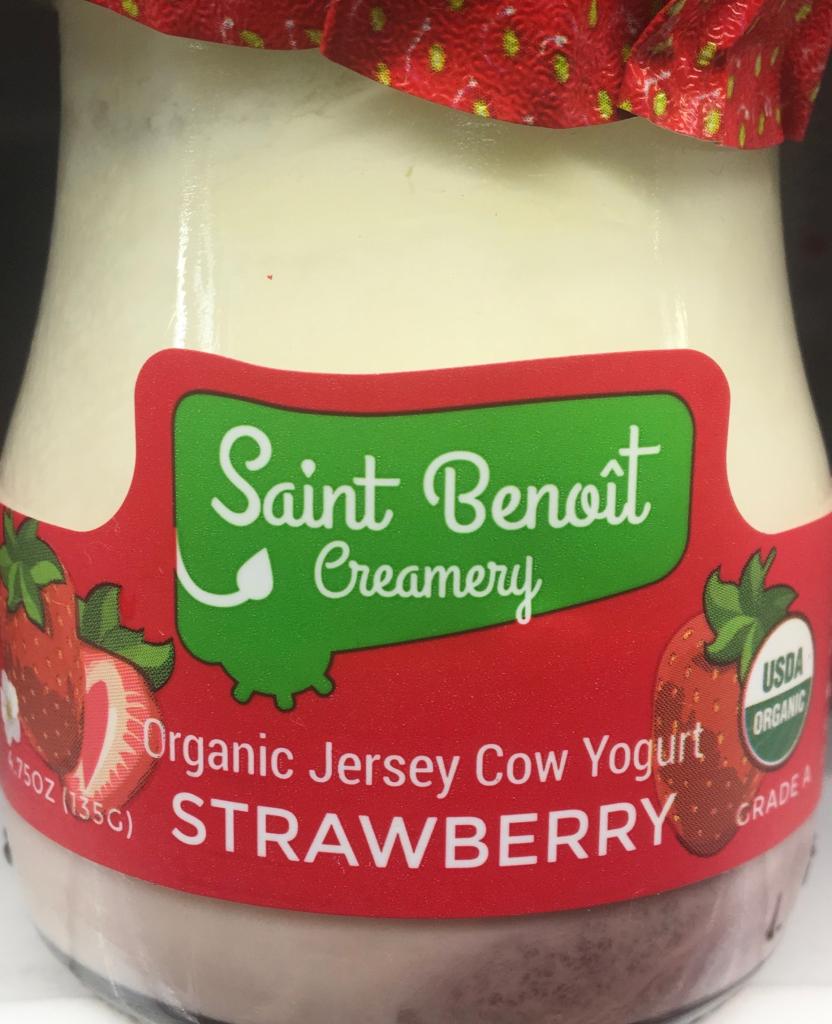 Saint Benoît
Creamery
USDA
ORGANIC
Organic Jersey Cow Yogurt
STRAWBERRY
4.75OZ (135G)
GRADE A